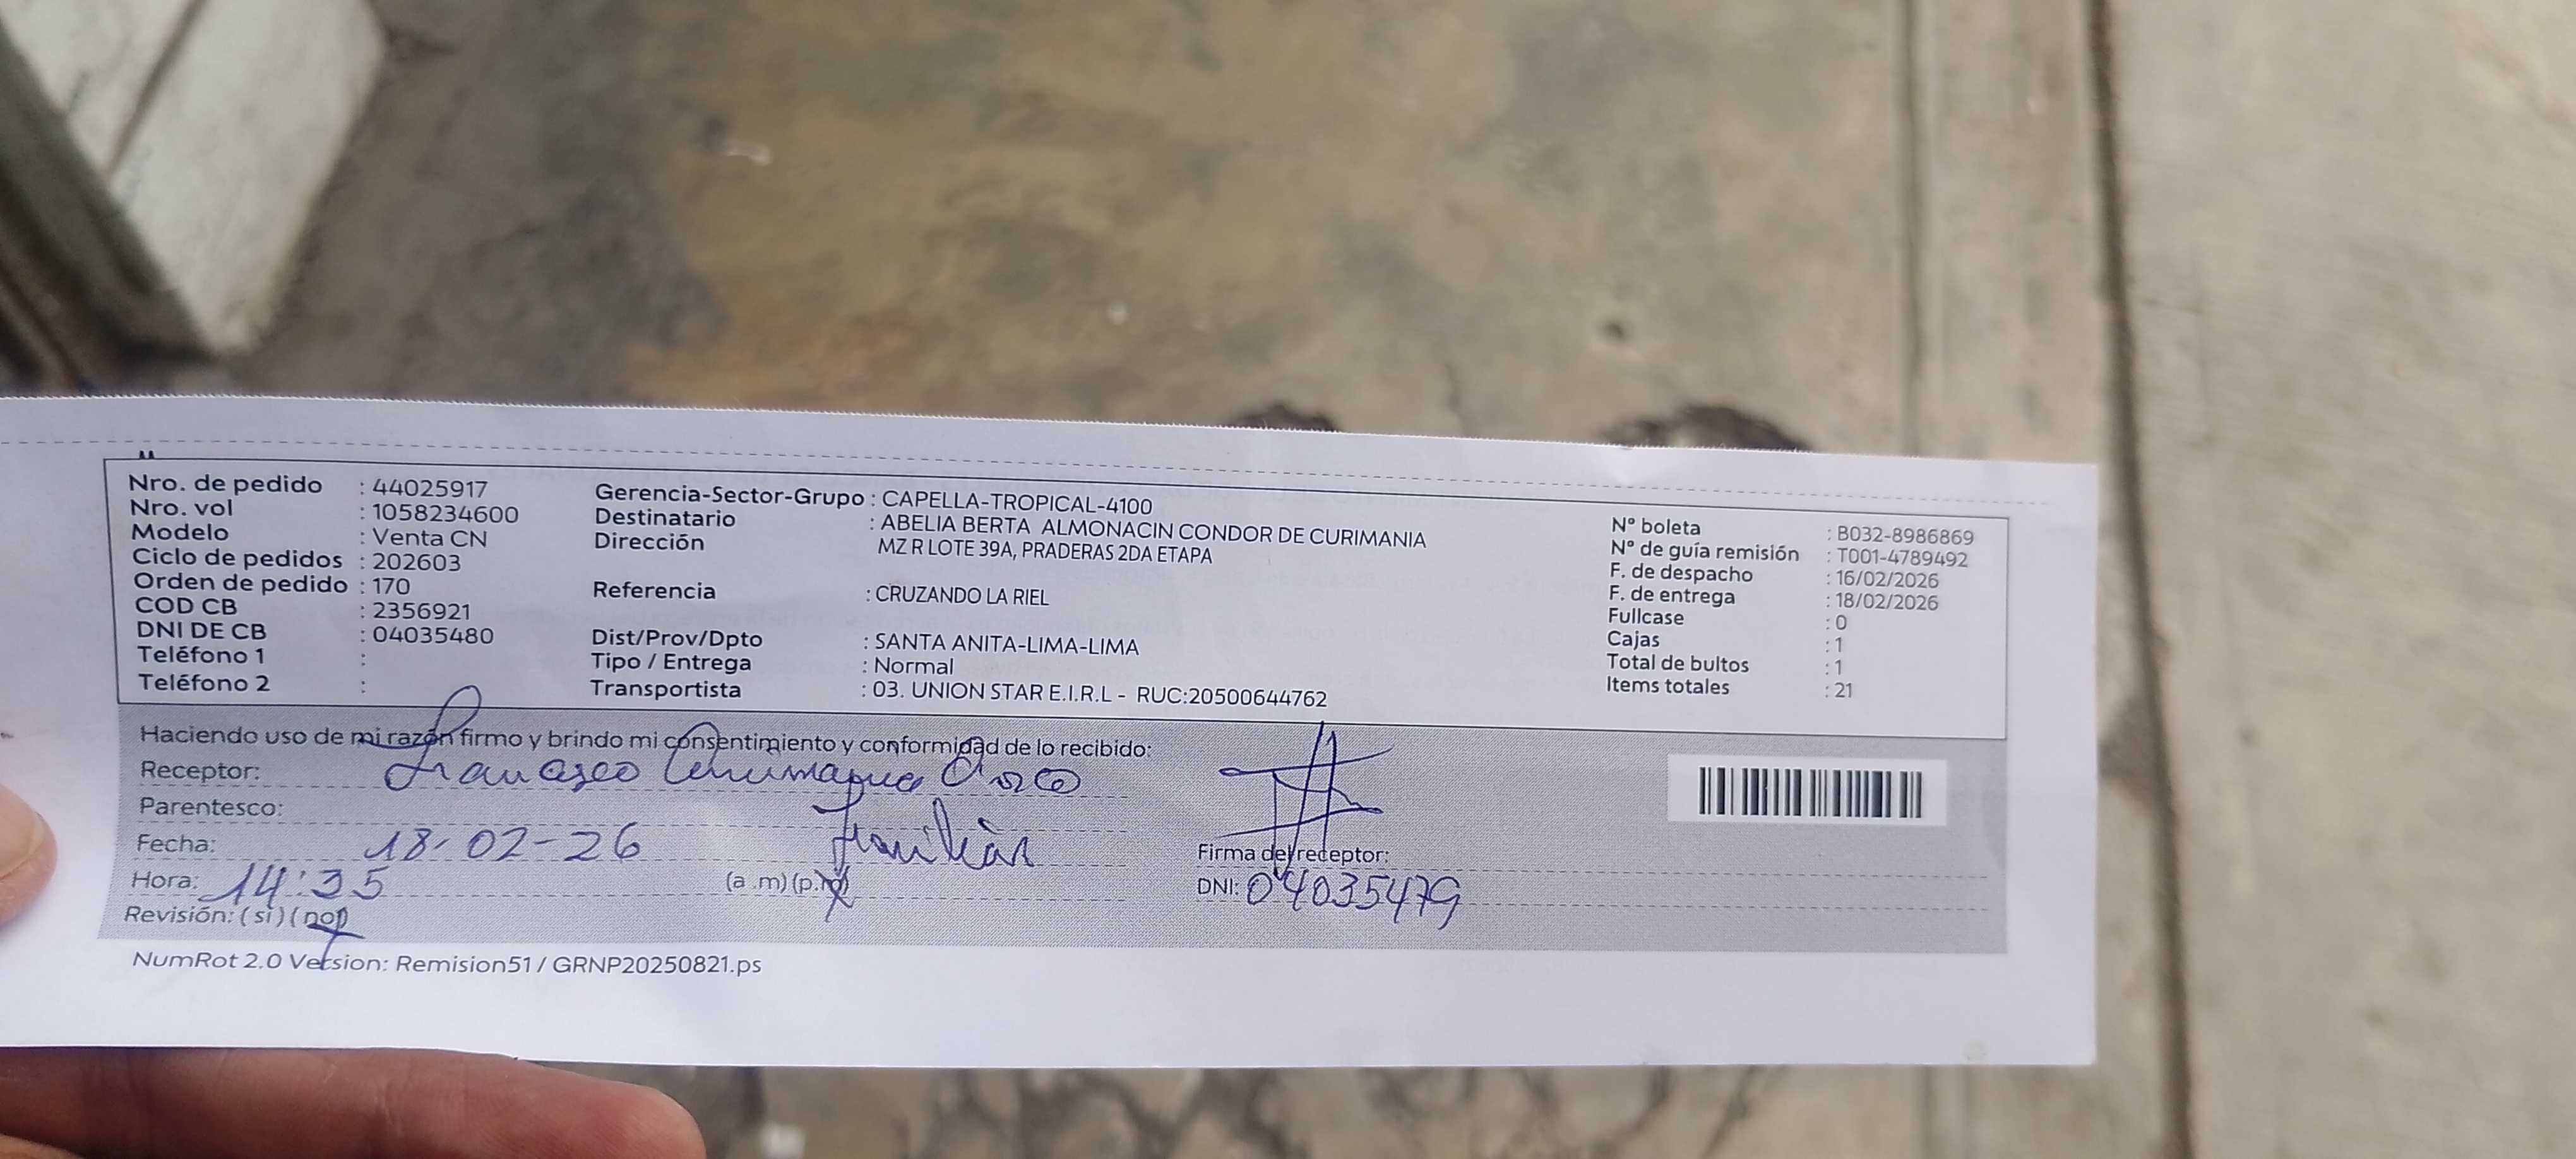 Nro. de pedido : 44025917
Nro. vol : 1058234600
Modelo : Venta CN
Ciclo de pedidos : 202603
Orden de pedido : 170
COD CB : 2356921
DNI DE CB : 04035480
Teléfono 1 :
Teléfono 2 :
Gerencia-Sector-Grupo : CAPELLA-TROPICAL-4100
Destinatario : ABELIA BERTA ALMONACIN CONDOR DE CURIMANIA
Dirección MZ R LOTE 39A, PRADERAS 2DA ETAPA
Referencia : CRUZANDO LA RIEL
Dist/Prov/Dpto : SANTA ANITA-LIMA-LIMA
Tipo / Entrega : Normal
Transportista : 03. UNION STAR E.I.R.L - RUC:20500644762
N° boleta : B032-8986869
N° de guía remisión : T001-4789492
F. de despacho : 16/02/2026
F. de entrega : 18/02/2026
Fullcase : 0
Cajas : 1
Total de bultos : 1
Items totales : 21
Haciendo uso de mi razón firmo y brindo mi consentimiento y conformidad de lo recibido:
Receptor:
Parentesco: Familiar
Fecha: 18-02-26
Hora: 14:35 (a .m) (p.m)
Revisión: ( si ) ( no )
Firma del receptor:
DNI: 04035479
NumRot 2.0 Version: Remision51 / GRNP20250821.ps